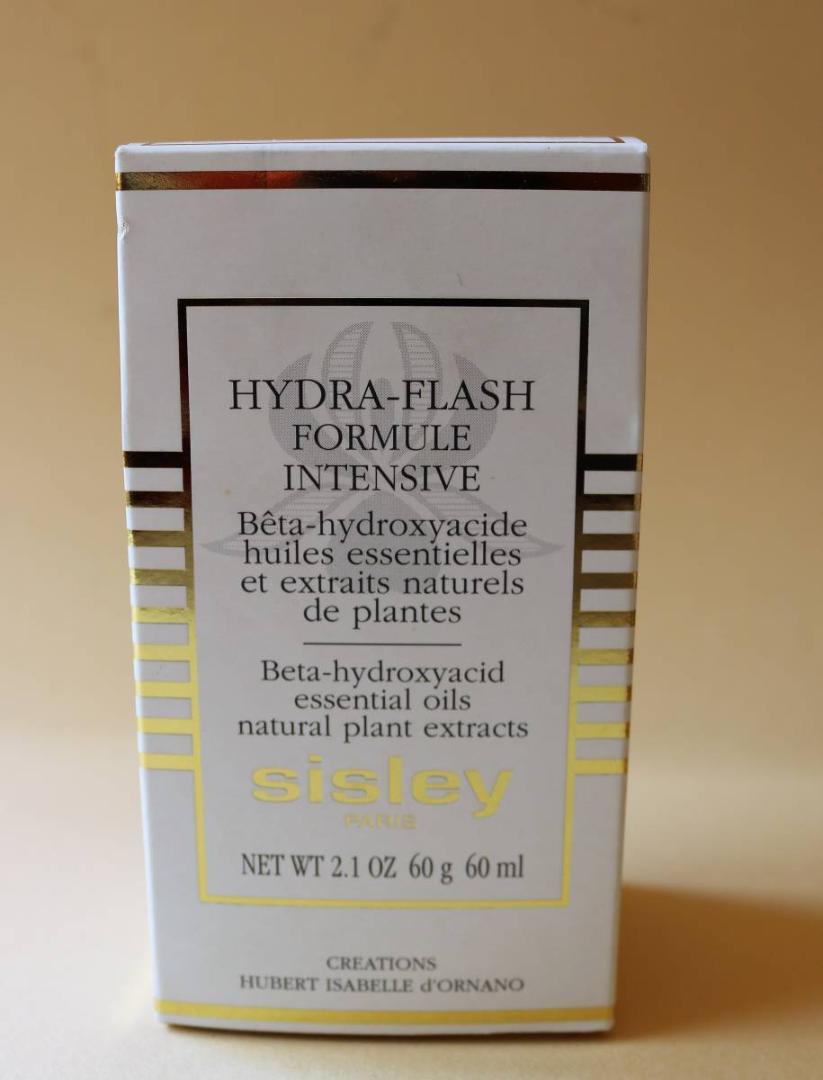 HYDRA-FLASH
FORMULE
INTENSIVE
Bêta-hydroxyacide
huiles essentielles
et extraits naturels
de plantes
Beta-hydroxyacid
essential oils
natural plant extracts
sisley
PARIS
NET WT 2.1 OZ 60 g 60 ml
CREATIONS
HUBERT ISABELLE d'ORNANO